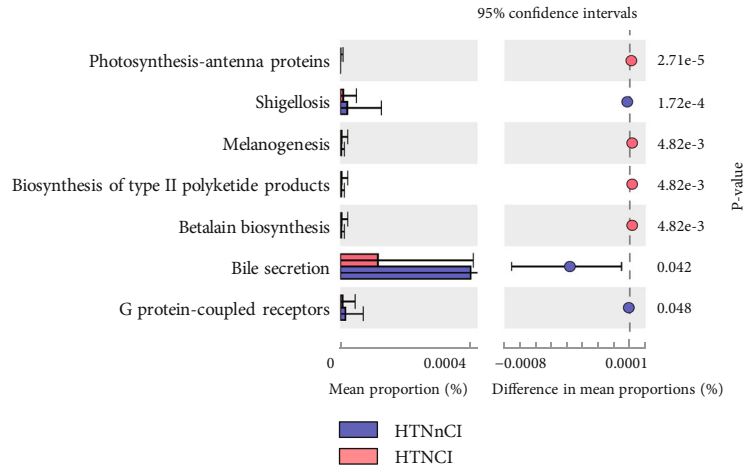 95% confidence intervals
Photosynthesis-antenna proteins 2.71e-5
Shigellosis 1.72e-4
Melanogenesis 4.82e-3
Biosynthesis of type II polyketide products 4.82e-3
Betalain biosynthesis 4.82e-3
Bile secretion 0.042
G protein-coupled receptors 0.048
P-value
0 0.0004 −0.0008 0.0001
Mean proportion (%) Difference in mean proportions (%)
HTNnCI
HTNCI